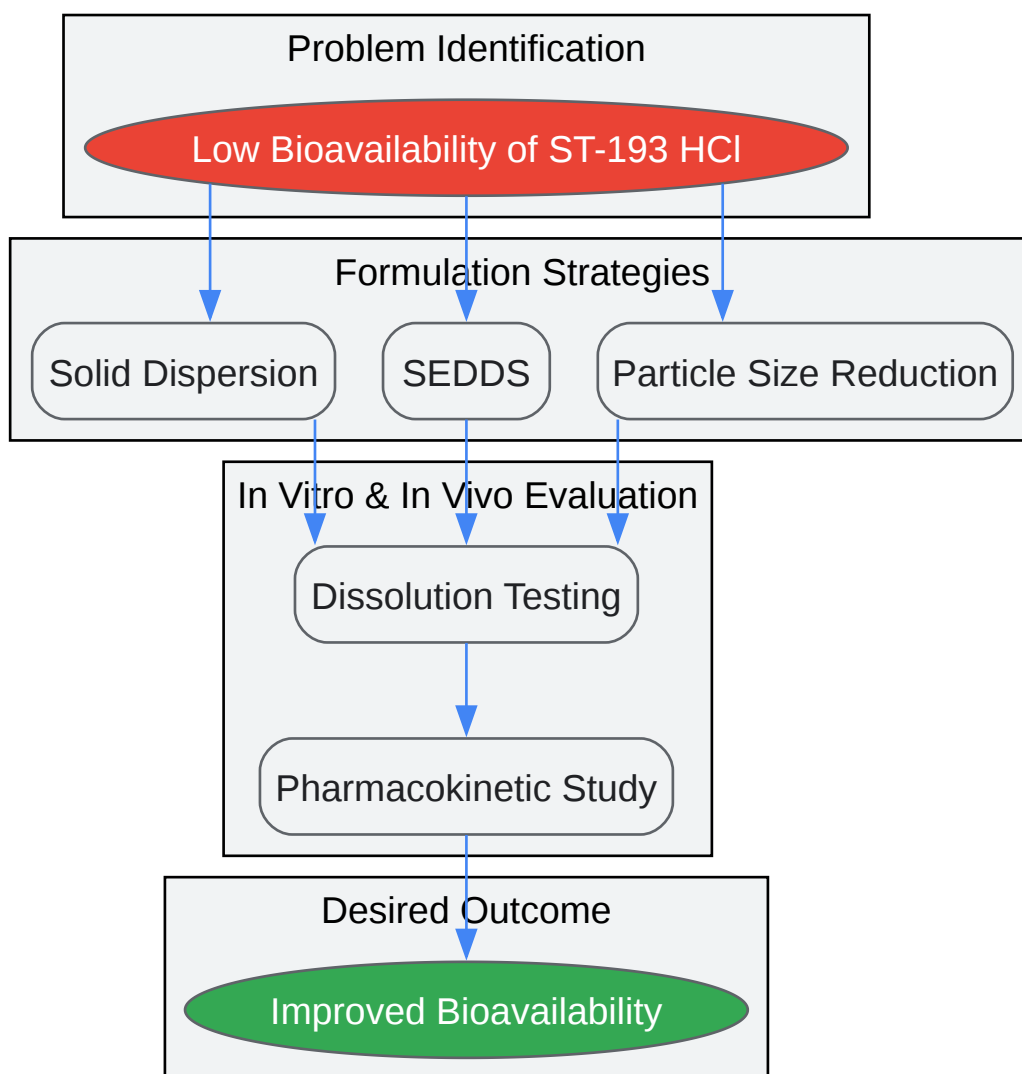 Problem Identification
Low Bioavailability of ST-193 HCl
Formulation Strategies
Solid Dispersion
SEDDS
Particle Size Reduction
In Vitro & In Vivo Evaluation
Dissolution Testing
Pharmacokinetic Study
Desired Outcome
Improved Bioavailability